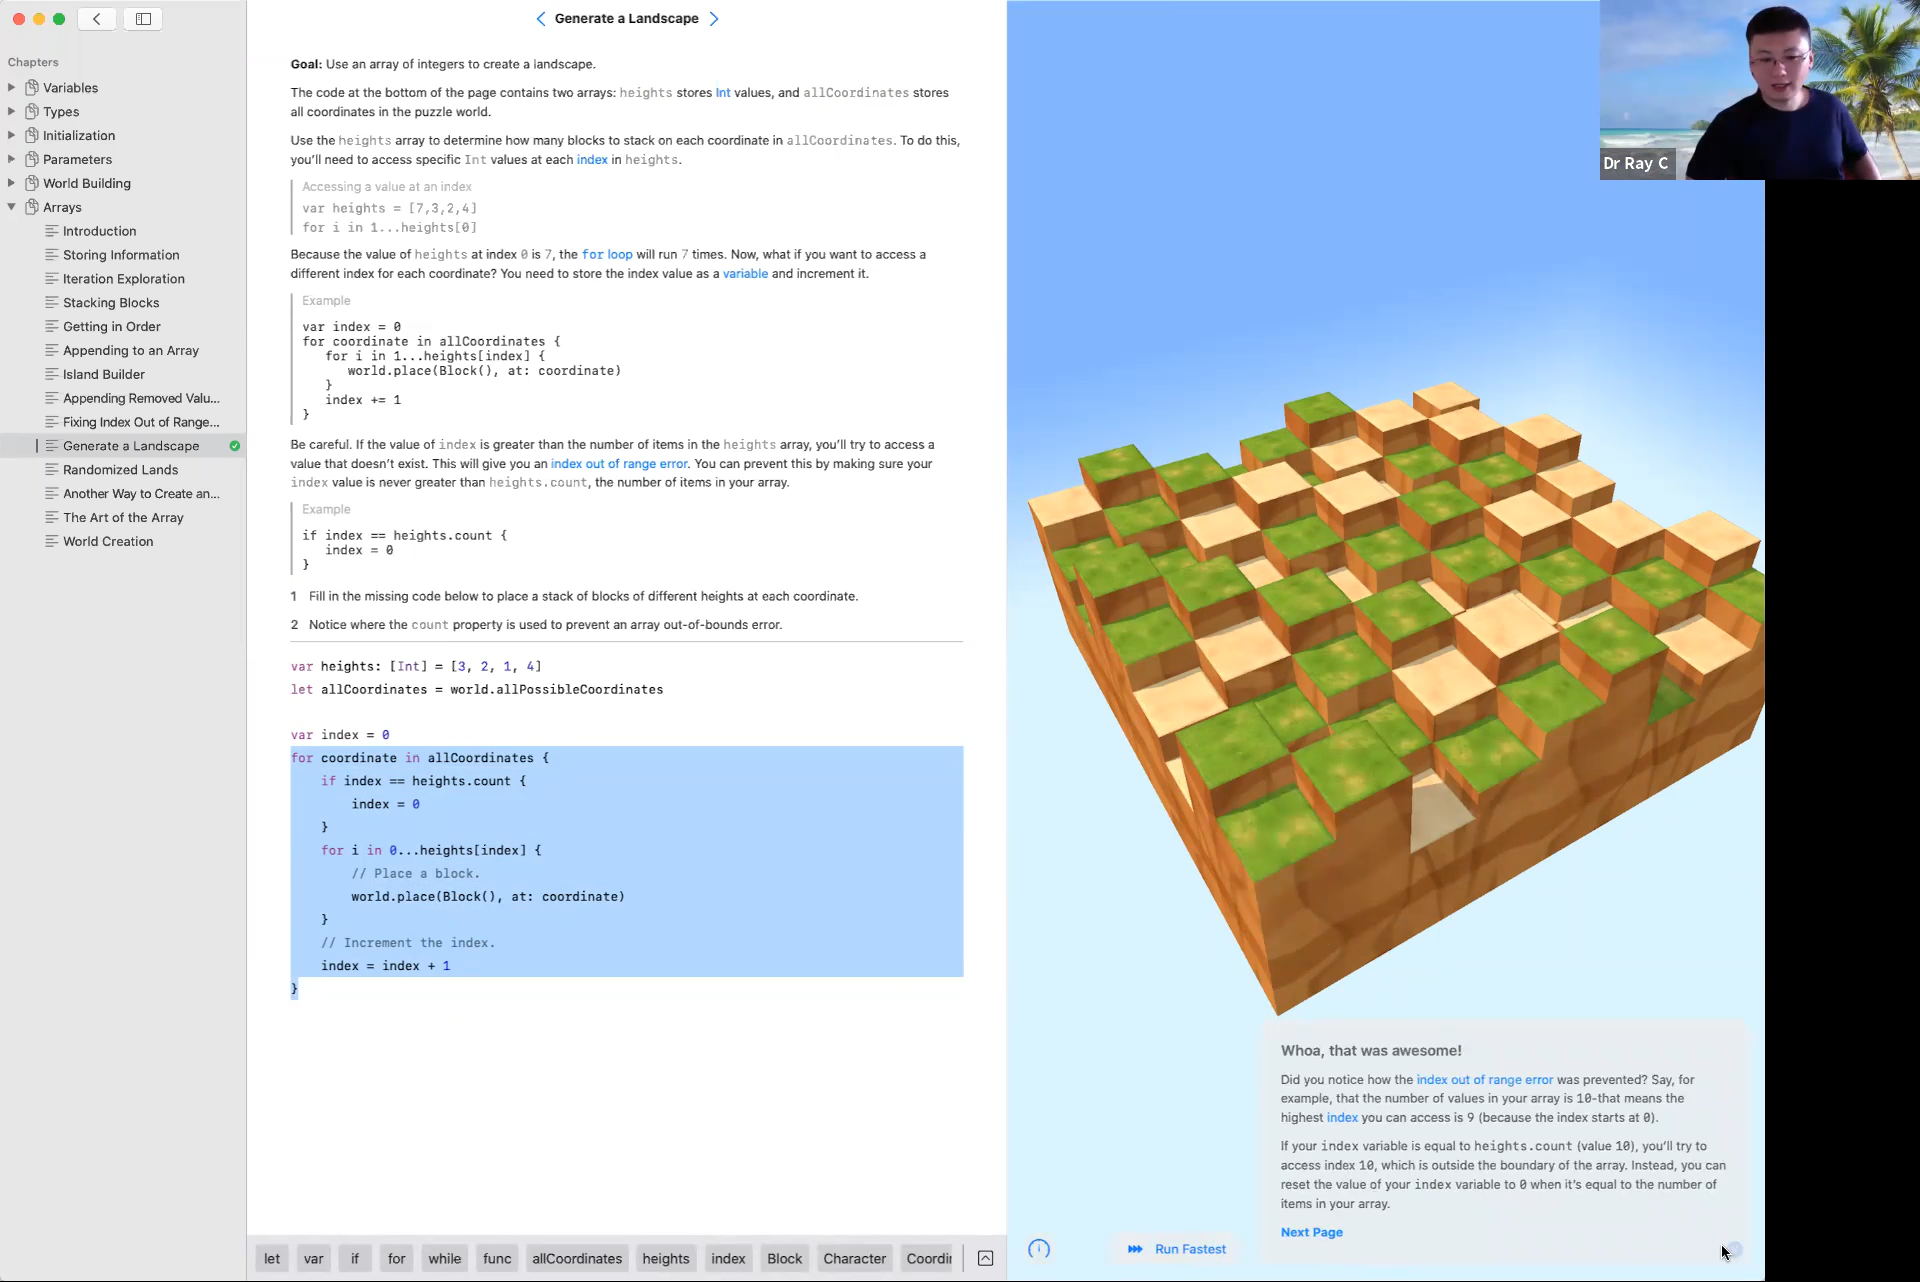 Generate a Landscape
Chapters
Variables
Types
Initialization
Parameters
World Building
Arrays
Introduction
Storing Information
Iteration Exploration
Stacking Blocks
Getting in Order
Appending to an Array
Island Builder
Appending Removed Valu...
Fixing Index Out of Range...
Generate a Landscape
Randomized Lands
Another Way to Create an...
The Art of the Array
World Creation
Goal: Use an array of integers to create a landscape.
The code at the bottom of the page contains two arrays: heights stores Int values, and allCoordinates stores
all coordinates in the puzzle world.
Use the heights array to determine how many blocks to stack on each coordinate in allCoordinates. To do this,
you'll need to access specific Int values at each index in heights.
Accessing a value at an index
var heights = [7,3,2,4]
for i in 1...heights[0]
Because the value of heights at index 0 is 7, the for loop will run 7 times. Now, what if you want to access a
different index for each coordinate? You need to store the index value as a variable and increment it.
Example
var index = 0
for coordinate in allCoordinates {
for i in 1...heights[index] {
world.place(Block(), at: coordinate)
}
index += 1
}
Be careful. If the value of index is greater than the number of items in the heights array, you'll try to access a
value that doesn't exist. This will give you an index out of range error. You can prevent this by making sure your
index value is never greater than heights.count, the number of items in your array.
Example
if index == heights.count {
index = 0
}
1 Fill in the missing code below to place a stack of blocks of different heights at each coordinate.
2 Notice where the count property is used to prevent an array out-of-bounds error.
var heights: [Int] = [3, 2, 1, 4]
let allCoordinates = world.allPossibleCoordinates
var index = 0
for coordinate in allCoordinates {
if index == heights.count {
index = 0
}
for i in 0...heights[index] {
// Place a block.
world.place(Block(), at: coordinate)
}
// Increment the index.
index = index + 1
}
let var if for while func allCoordinates heights index Block Character Coordin
Dr Ray C
Whoa, that was awesome!
Did you notice how the index out of range error was prevented? Say, for
example, that the number of values in your array is 10-that means the
highest index you can access is 9 (because the index starts at 0).
If your index variable is equal to heights.count (value 10), you'll try to
access index 10, which is outside the boundary of the array. Instead, you can
reset the value of your index variable to 0 when it's equal to the number of
items in your array.
Next Page
Run Fastest